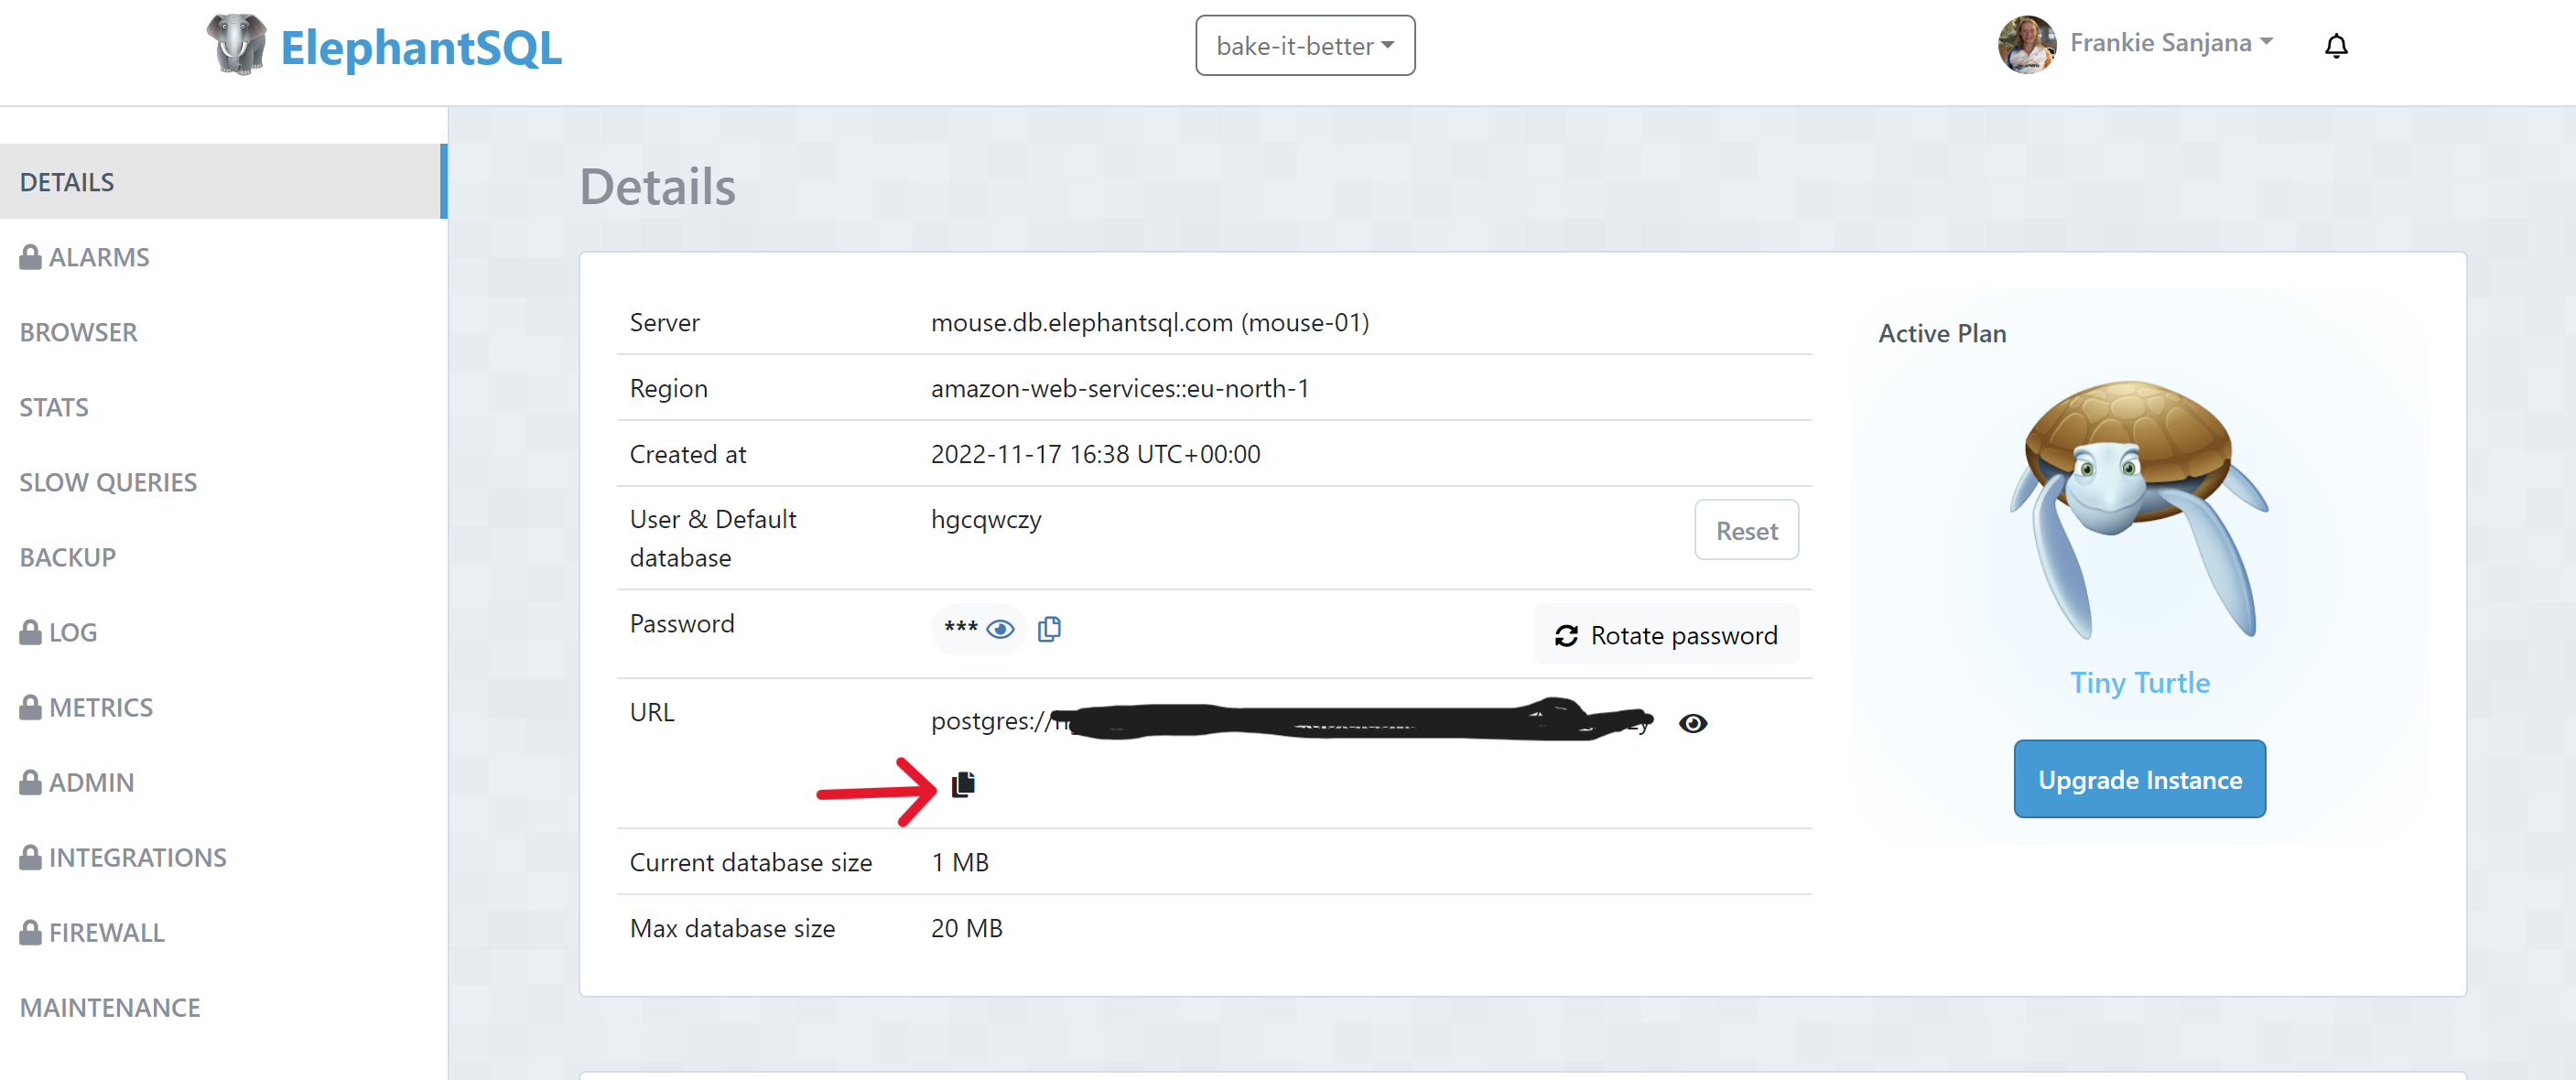 ElephantSQL
bake-it-better
Frankie Sanjana
DETAILS
ALARMS
BROWSER
STATS
SLOW QUERIES
BACKUP
LOG
METRICS
ADMIN
INTEGRATIONS
FIREWALL
MAINTENANCE
Details
Server mouse.db.elephantsql.com (mouse-01)
Region amazon-web-services::eu-north-1
Created at 2022-11-17 16:38 UTC+00:00
User & Default
database
hgcqwczy
Reset
Password *** Rotate password
URL postgres://
Current database size 1 MB
Max database size 20 MB
Active Plan
Tiny Turtle
Upgrade Instance